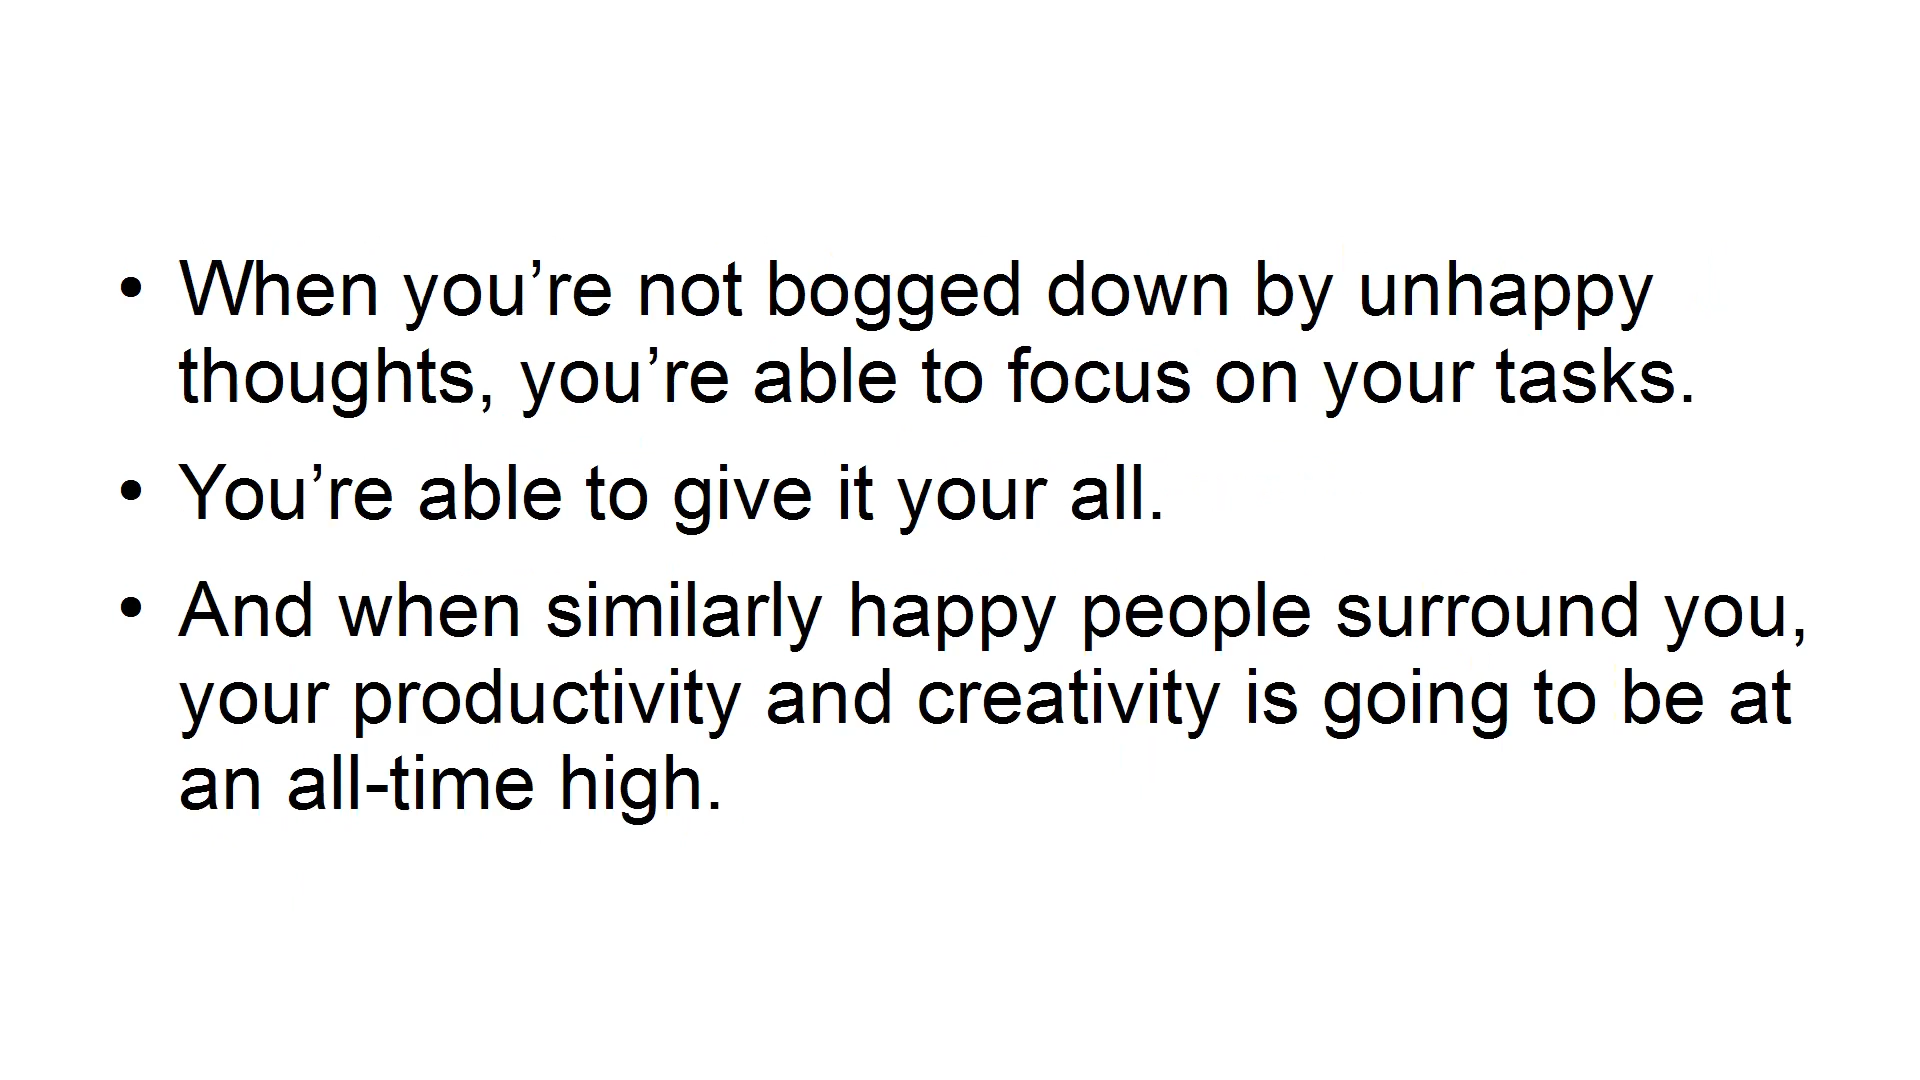 • When you’re not bogged down by unhappy
thoughts, you’re able to focus on your tasks.
• You’re able to give it your all.
• And when similarly happy people surround you,
your productivity and creativity is going to be at
an all-time high.